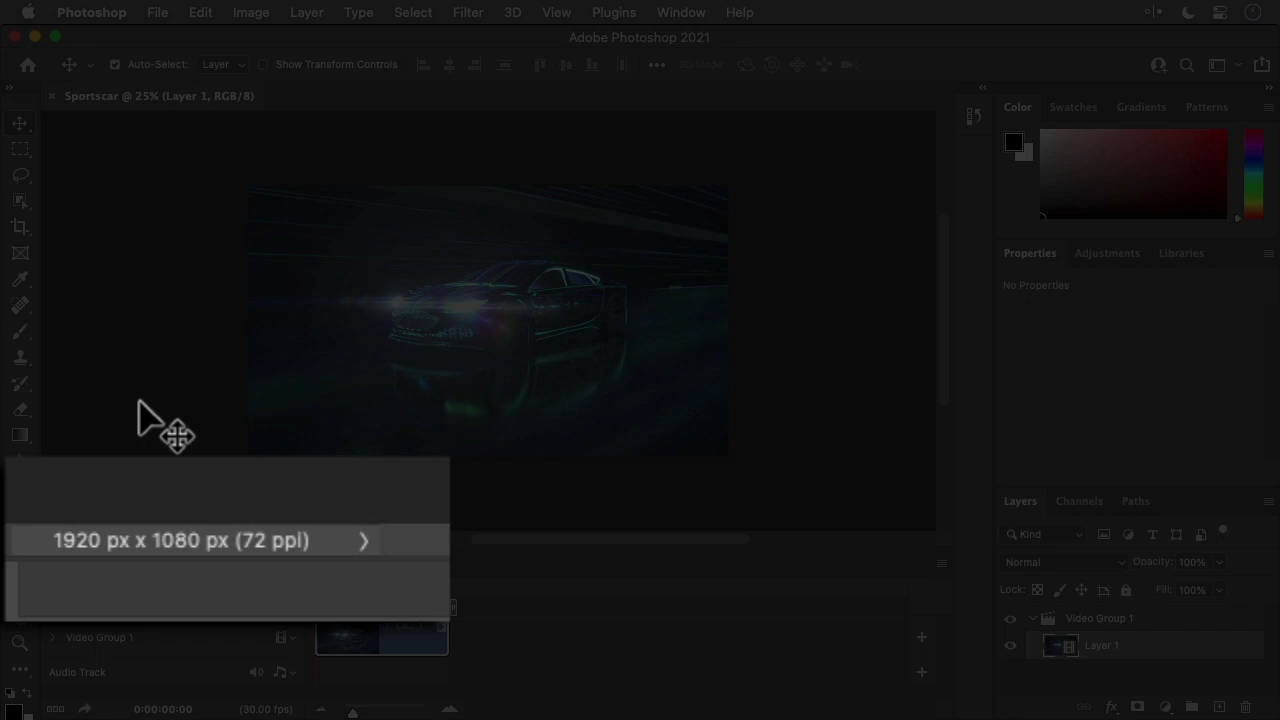 Photoshop File Edit Image Layer Type Select Filter 3D View Plugins Window Help
Adobe Photoshop 2021
Auto-Select: Layer Show Transform Controls 3D Mode
Sportscar @ 25% (Layer 1, RGB/8)
Color Swatches Gradients Patterns
Properties Adjustments Libraries
No Properties
1920 px x 1080 px (72 ppI)
Layers Channels Paths
Kind
Normal Opacity: 100%
Lock: Fill: 100%
Video Group 1
Layer 1
Video Group 1
Audio Track
0:00:00:00 (30.00 fps)